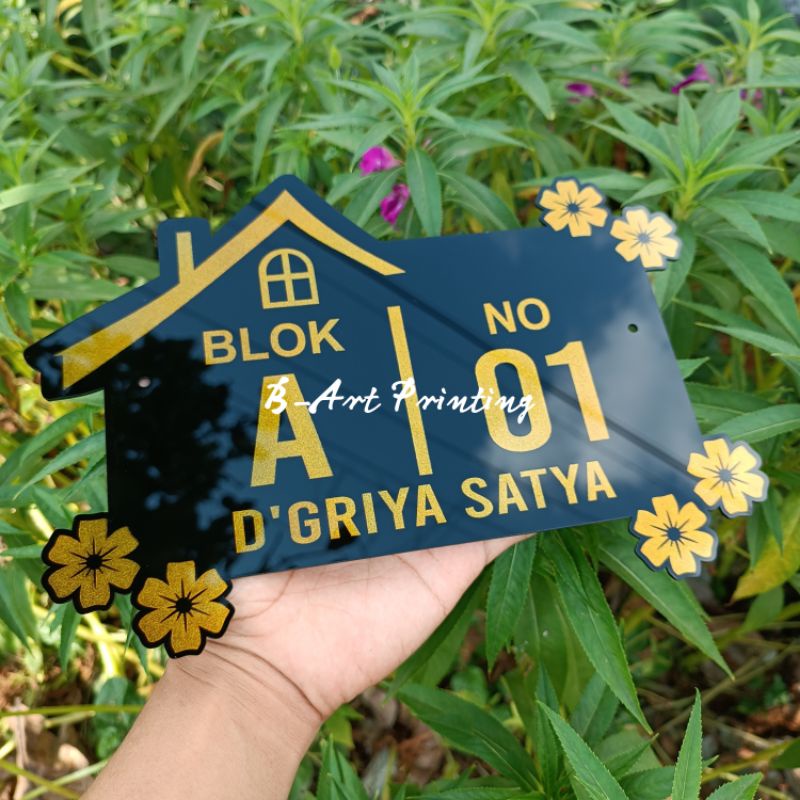 BLOK
NO
A
01
B-Art Printing
D'GRIYA SATYA